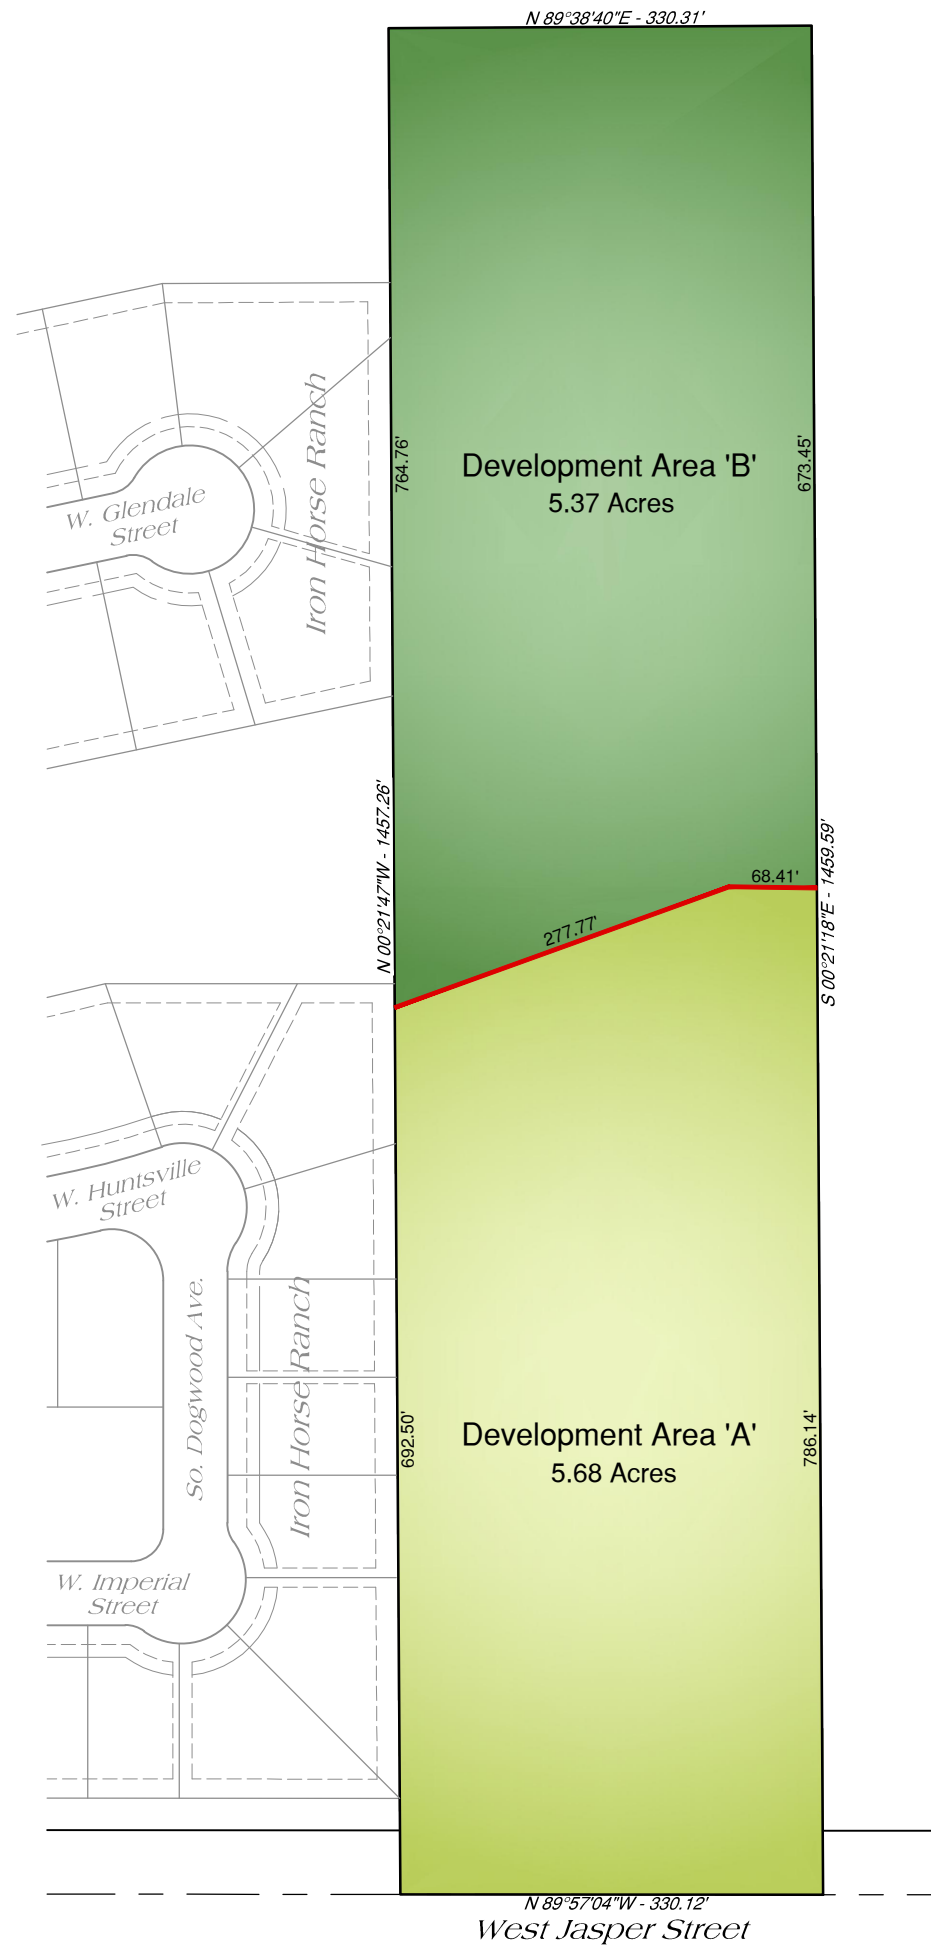 N 89°38'40"E - 330.31'
764.76'
Development Area 'B'
5.37 Acres
673.45'
Iron Horse Ranch
W. Glendale
Street
N 00°21'47"W - 1457.26'
S 00°21'18"E - 1459.59'
68.41'
277.77'
W. Huntsville
Street
So. Dogwood Ave.
Iron Horse Ranch
692.50'
Development Area 'A'
5.68 Acres
786.14'
W. Imperial
Street
N 89°57'04"W - 330.12'
West Jasper Street